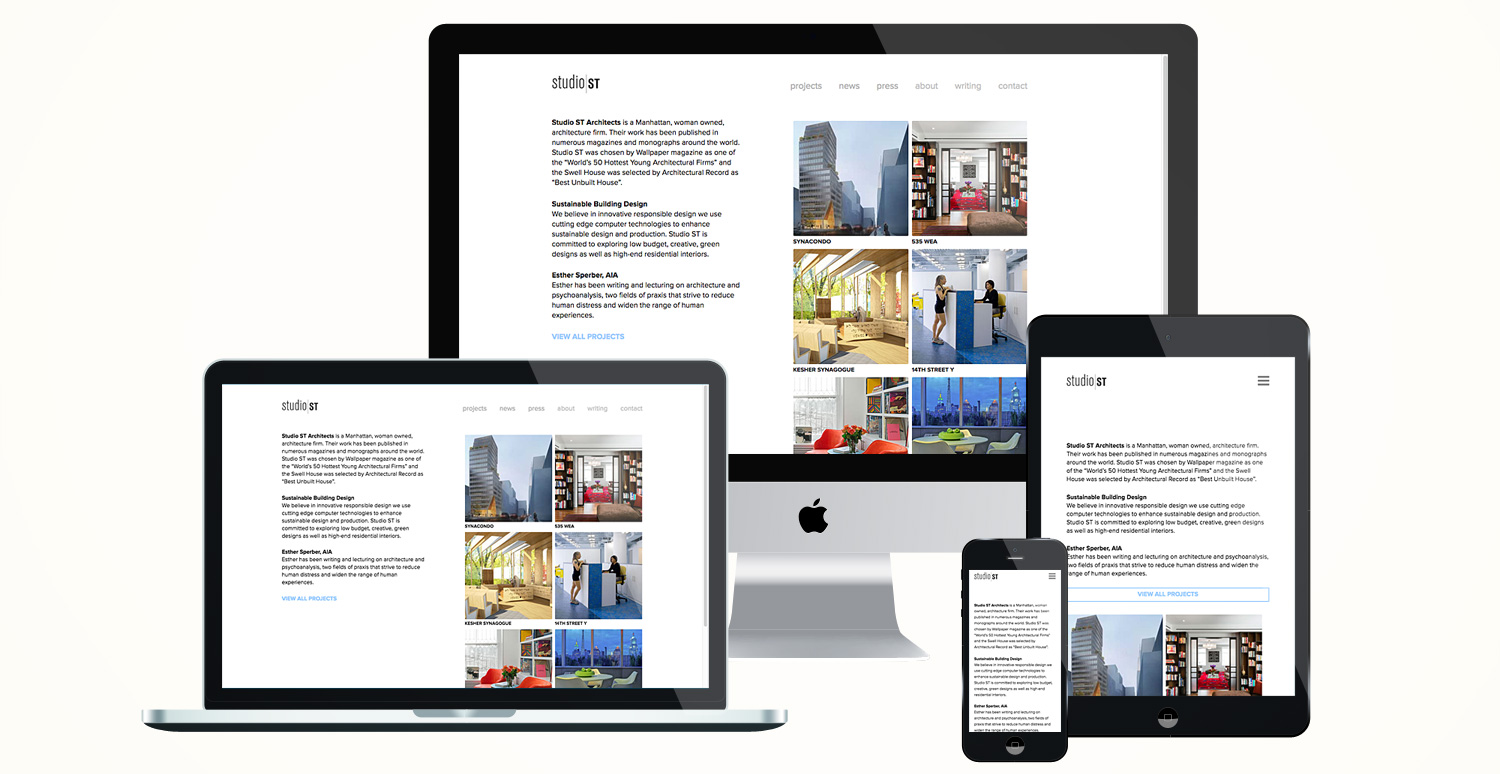 studio ST
projects news press about writing contact
Studio ST Architects is a Manhattan, woman owned,
architecture firm. Their work has been published in
numerous magazines and monographs around the world.
Studio ST was chosen by Wallpaper magazine as one of
the "World's 50 Hottest Young Architectural Firms" and
the Swell House was selected by Architectural Record as
"Best Unbuilt House".
Sustainable Building Design
We believe in innovative responsible design we use
cutting edge computer technologies to enhance
sustainable design and production. Studio ST is
committed to exploring low budget, creative, green
designs as well as high-end residential interiors.
Esther Sperber, AIA
Esther has been writing and lecturing on architecture and
psychoanalysis, two fields of praxis that strive to reduce
human distress and widen the range of human
experiences.
VIEW ALL PROJECTS
SYNACONDO
535 WEA
KESHER SYNAGOGUE
14TH STREET Y
studio ST
projects news press about writing contact
Studio ST Architects is a Manhattan, woman owned,
architecture firm. Their work has been published in
numerous magazines and monographs around the world.
Studio ST was chosen by Wallpaper magazine as one of
the "World's 50 Hottest Young Architectural Firms" and
the Swell House was selected by Architectural Record as
"Best Unbuilt House".
Sustainable Building Design
We believe in innovative responsible design we use
cutting edge computer technologies to enhance
sustainable design and production. Studio ST is
committed to exploring low budget, creative, green
designs as well as high-end residential interiors.
Esther Sperber, AIA
Esther has been writing and lecturing on architecture and
psychoanalysis, two fields of praxis that strive to reduce
human distress and widen the range of human
experiences.
VIEW ALL PROJECTS
SYNACONDO
535 WEA
KESHER SYNAGOGUE
14TH STREET Y
studio ST
Studio ST Architects is a Manhattan, woman
owned, architecture firm. Their work has been
published in numerous magazines and
monographs around the world. Studio ST was
chosen by Wallpaper magazine as one of the
"World's 50 Hottest Young Architectural Firms"
and the Swell House was selected by
Architectural Record as "Best Unbuilt House"
Sustainable Building Design
We believe in innovative responsible design we
use cutting edge computer technologies to
enhance sustainable design and production.
Studio ST is committed to exploring low budget,
creative, green designs as well as high-end
residential interiors.
Esther Sperber, AIA
Esther has been writing and lecturing on
architecture and psychoanalysis, two fields of
praxis that strive to reduce human distress and
widen the range of human experiences.
studio ST
Studio ST Architects is a Manhattan, woman owned, architecture firm.
Their work has been published in numerous magazines and monographs
around the world. Studio ST was chosen by Wallpaper magazine as one
of the "World's 50 Hottest Young Architectural Firms" and the Swell
House was selected by Architectural Record as "Best Unbuilt House".
Sustainable Building Design
We believe in innovative responsible design we use cutting edge
computer technologies to enhance sustainable design and production.
Studio ST is committed to exploring low budget, creative, green designs
as well as high-end residential interiors.
Esther Sperber, AIA
Esther has been writing and lecturing on architecture and psychoanalysis,
two fields of praxis that strive to reduce human distress and widen the
range of human experiences.
VIEW ALL PROJECTS